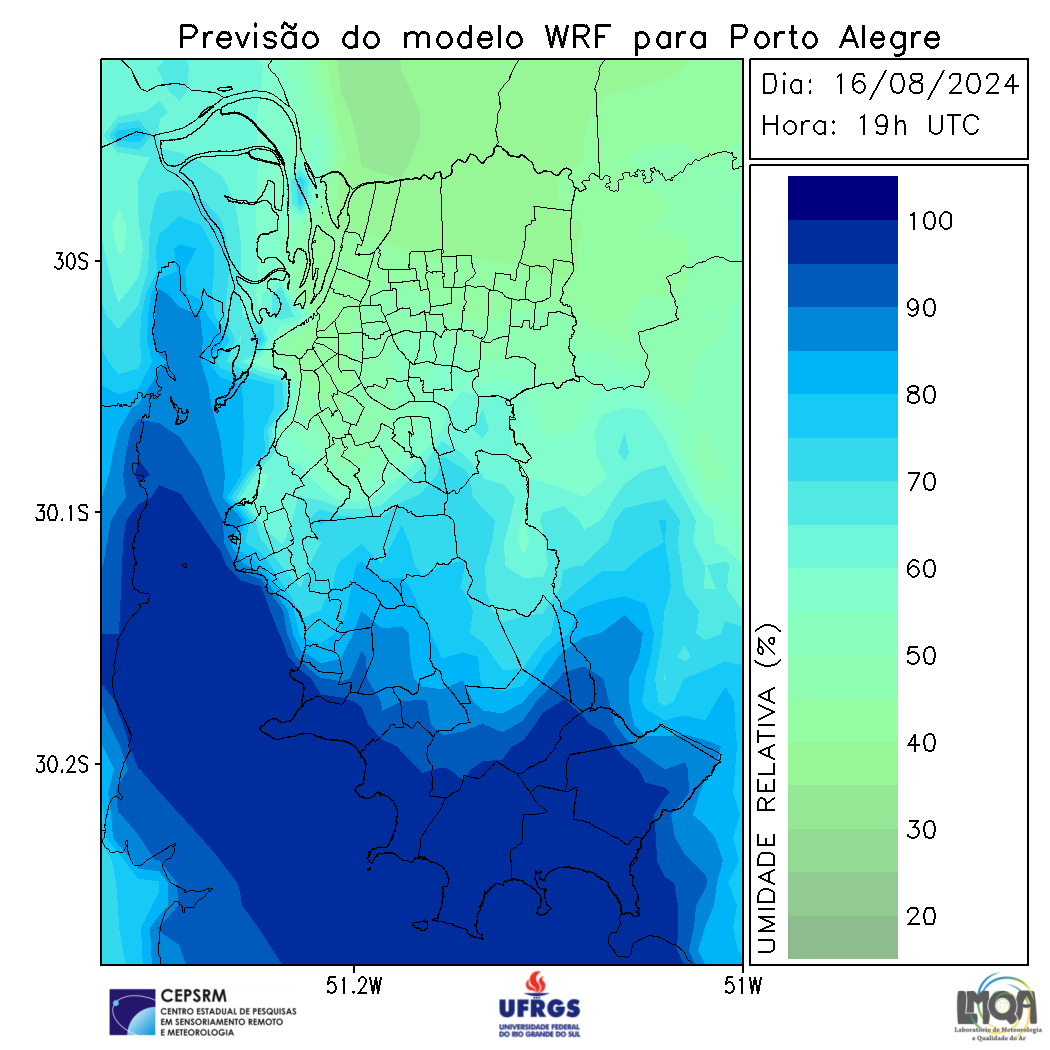 Previsão do modelo WRF para Porto Alegre
Dia: 16/08/2024
Hora: 19h UTC
30S
30.1S
30.2S
51.2W
51W
UMIDADE RELATIVA (%)
100
90
80
70
60
50
40
30
20
CEPSRM
CENTRO ESTADUAL DE PESQUISAS
EM SENSORIAMENTO REMOTO
E METEOROLOGIA
UFRGS
UNIVERSIDADE FEDERAL
DO RIO GRANDE DO SUL
LMQA
Laboratório de Meteorologia
e Qualidade do Ar